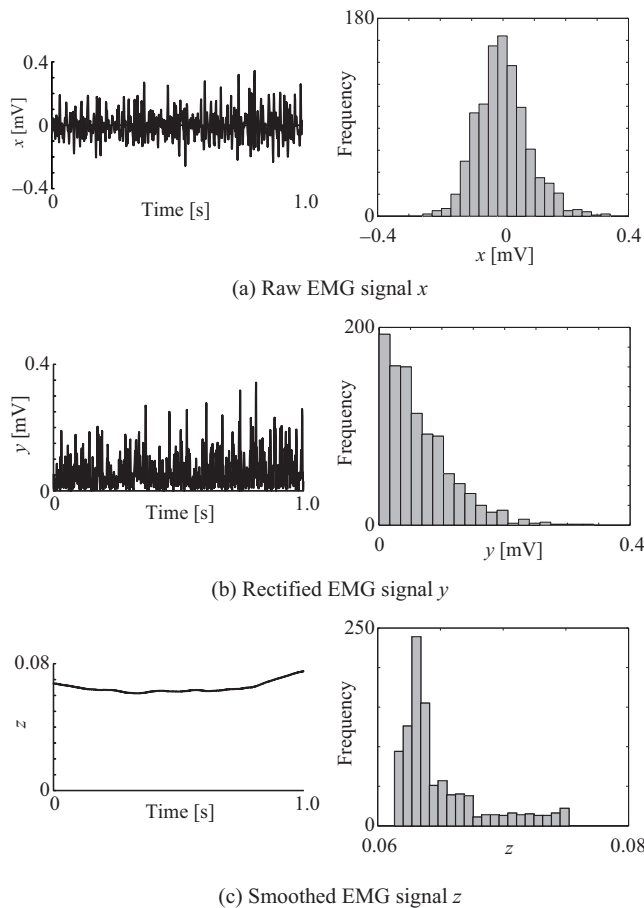 0.4
x [mV]
0
−0.4
0
1.0
Time [s]
180
Frequency
0
−0.4
0
0.4
x [mV]
(a) Raw EMG signal x
0.4
y [mV]
0
0
1.0
Time [s]
200
Frequency
0
0
0.4
y [mV]
(b) Rectified EMG signal y
0.08
z
0
0
1.0
Time [s]
250
Frequency
0
0.06
0.08
z
(c) Smoothed EMG signal z